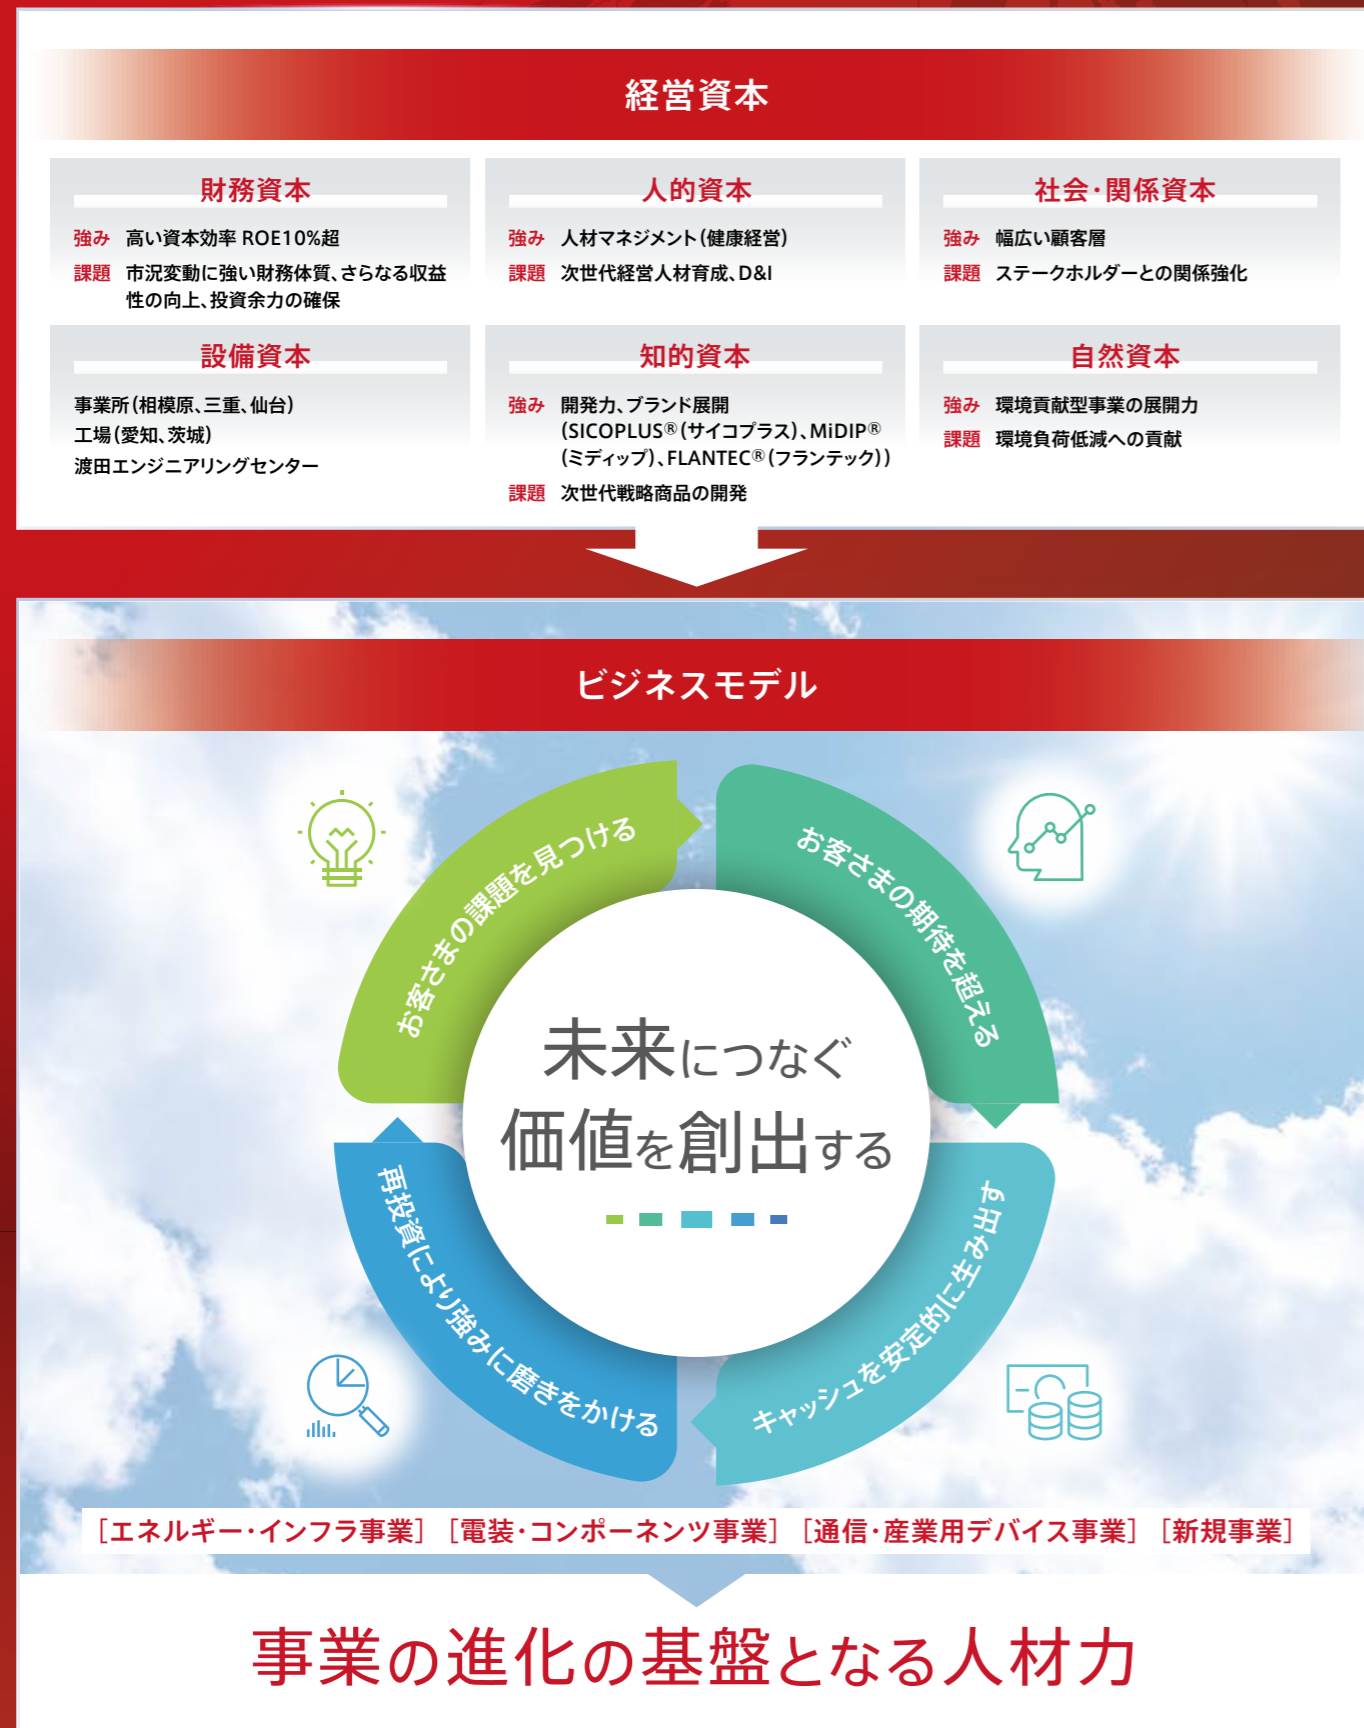 経営資本
財務資本
強み 高い資本効率 ROE10%超
課題 市況変動に強い財務体質、さらなる収益
性の向上、投資余力の確保
人的資本
強み 人材マネジメント(健康経営)
課題 次世代経営人材育成、D&I
社会・関係資本
強み 幅広い顧客層
課題 ステークホルダーとの関係強化
設備資本
事業所(相模原、三重、仙台)
工場(愛知、茨城)
渡田エンジニアリングセンター
知的資本
強み 開発力、ブランド展開
(SICOPLUS®(サイコプラス)、MiDIP®
(ミディップ)、FLANTEC®(フランテック))
課題 次世代戦略商品の開発
自然資本
強み 環境貢献型事業の展開力
課題 環境負荷低減への貢献
ビジネスモデル
お客さまの課題を見つける
お客さまの期待を超える
キャッシュを安定的に生み出す
再投資により強みに磨きをかける
未来につなぐ
価値を創出する
[エネルギー・インフラ事業] [電装・コンポーネンツ事業] [通信・産業用デバイス事業] [新規事業]
事業の進化の基盤となる人材力